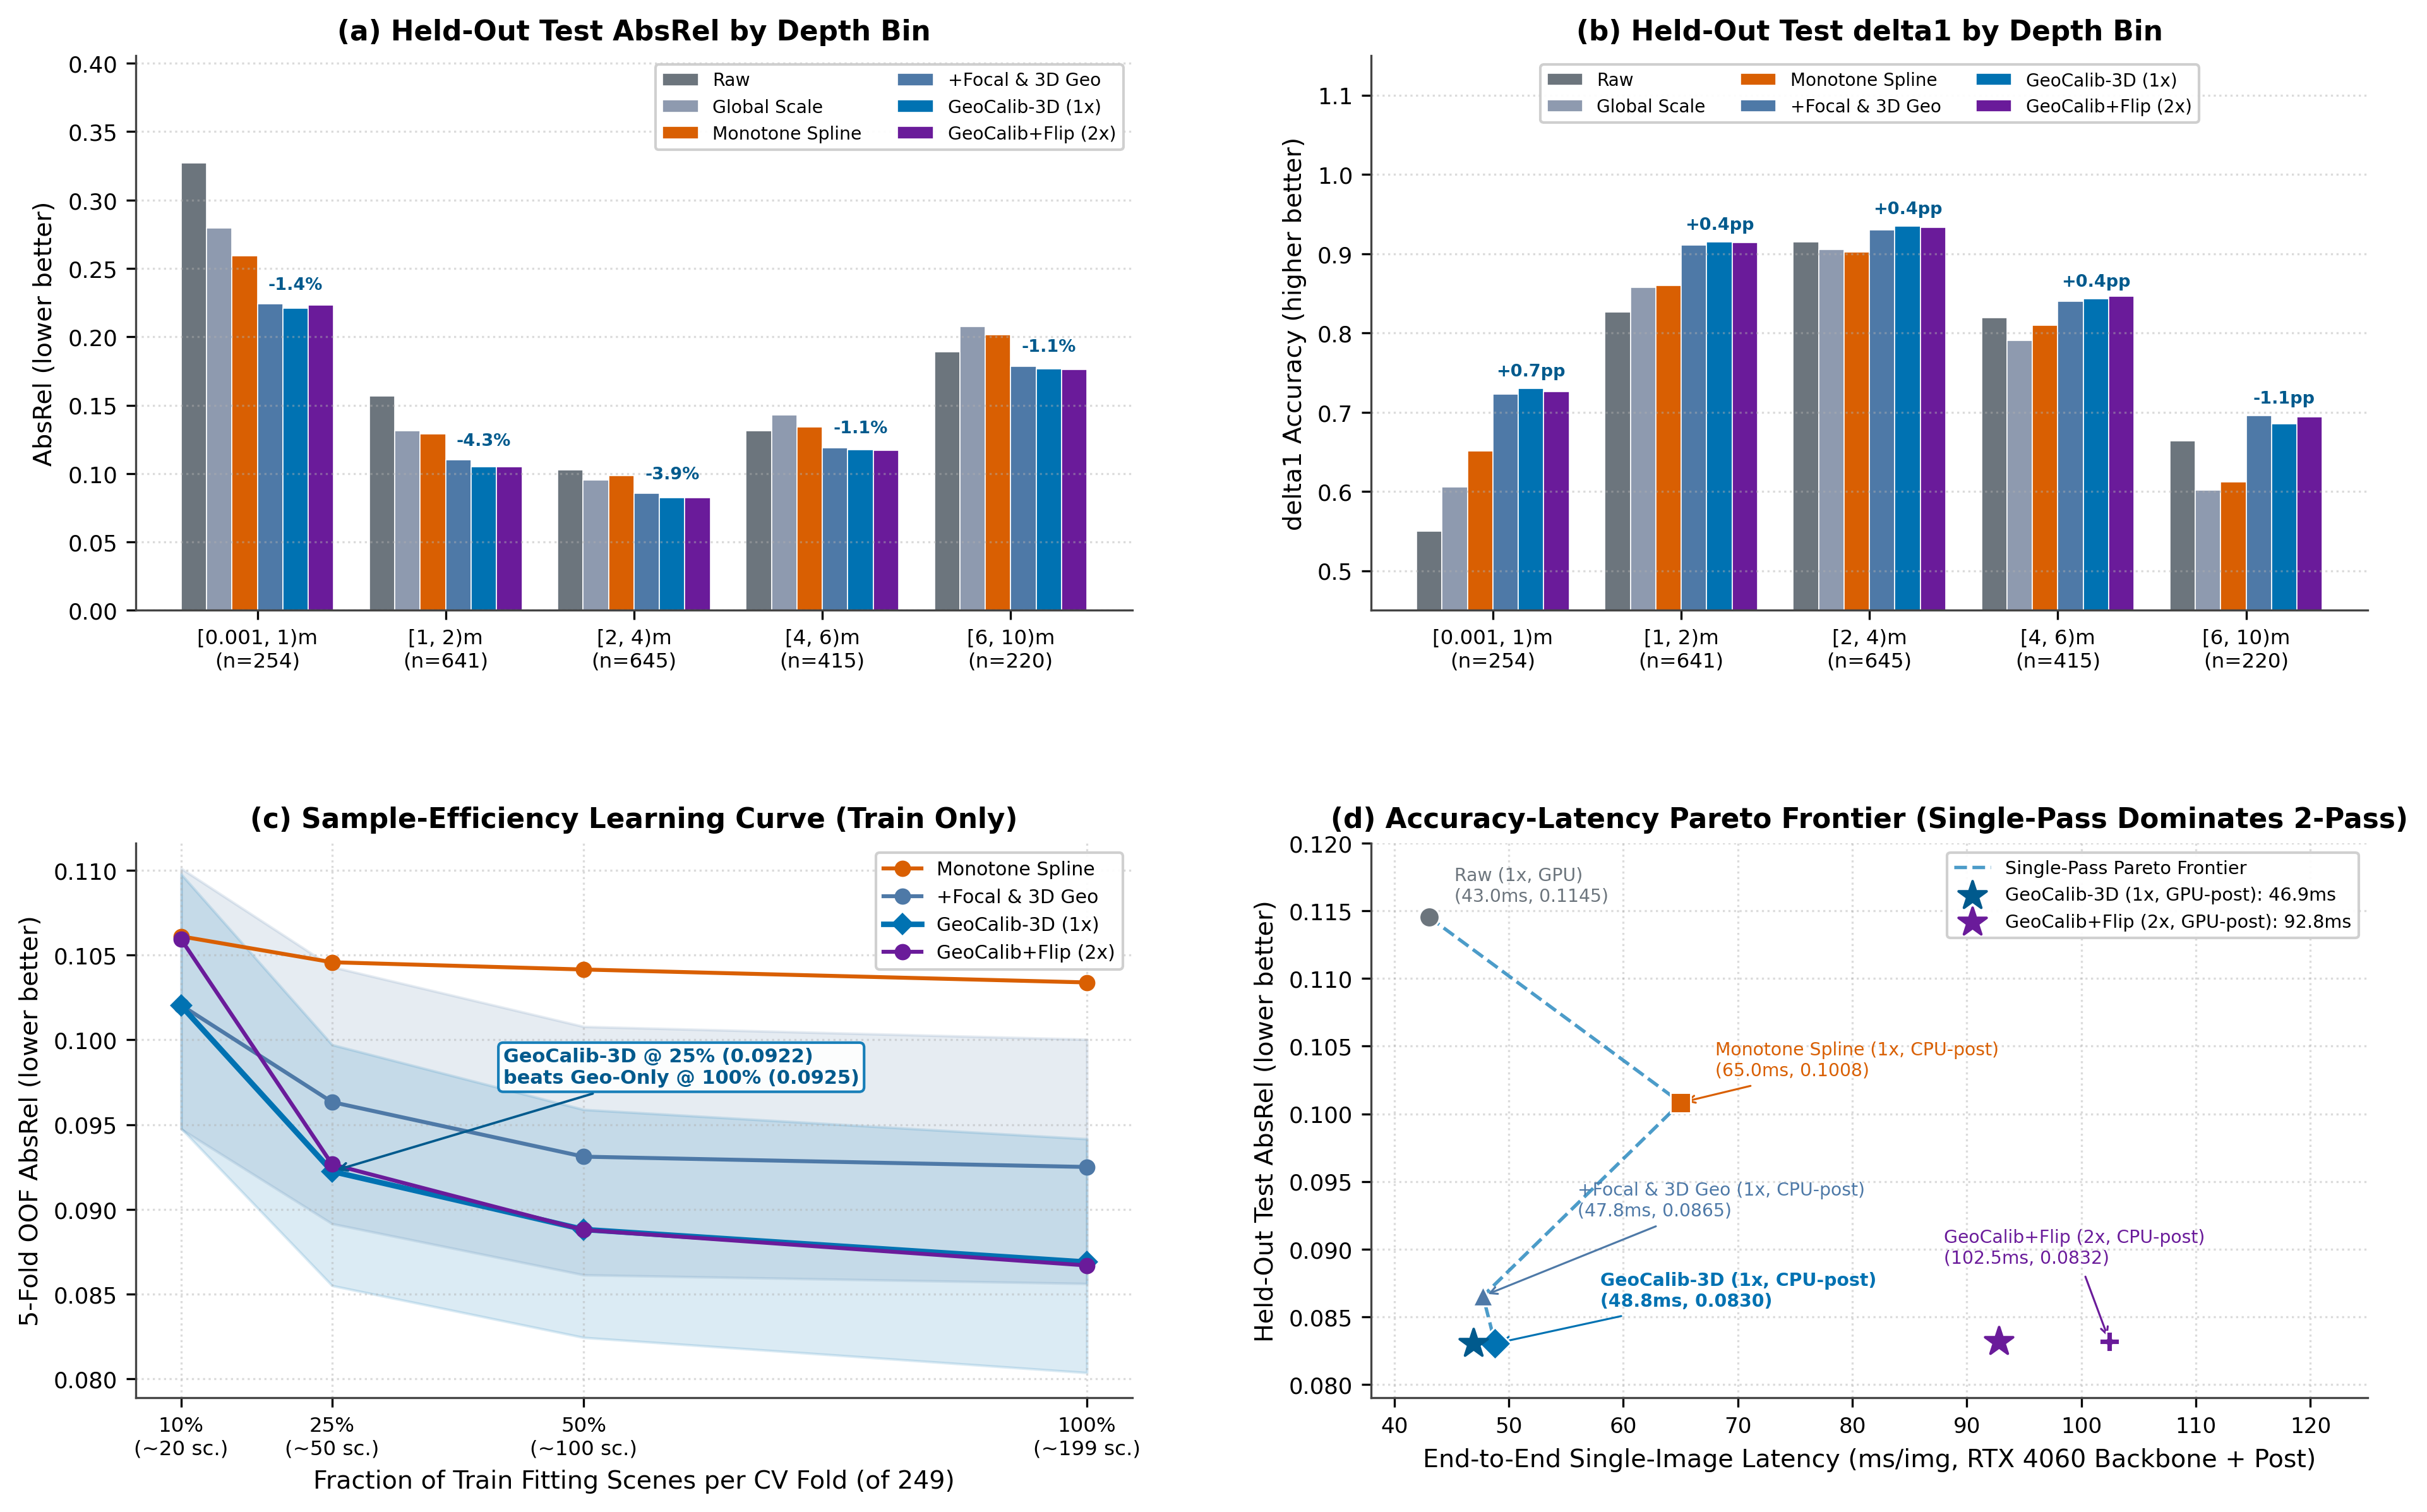 (a) Held-Out Test AbsRel by Depth Bin
AbsRel (lower better)
0.40
0.35
0.30
0.25
0.20
0.15
0.10
0.05
0.00
Raw
Global Scale
Monotone Spline
+Focal & 3D Geo
GeoCalib-3D (1x)
GeoCalib+Flip (2x)
-1.4%
-4.3%
-3.9%
-1.1%
-1.1%
[0.001, 1)m
(n=254)
[1, 2)m
(n=641)
[2, 4)m
(n=645)
[4, 6)m
(n=415)
[6, 10)m
(n=220)
(b) Held-Out Test delta1 by Depth Bin
delta1 Accuracy (higher better)
1.1
1.0
0.9
0.8
0.7
0.6
0.5
Raw
Global Scale
Monotone Spline
+Focal & 3D Geo
GeoCalib-3D (1x)
GeoCalib+Flip (2x)
+0.7pp
+0.4pp
+0.4pp
+0.4pp
-1.1pp
[0.001, 1)m
(n=254)
[1, 2)m
(n=641)
[2, 4)m
(n=645)
[4, 6)m
(n=415)
[6, 10)m
(n=220)
(c) Sample-Efficiency Learning Curve (Train Only)
5-Fold OOF AbsRel (lower better)
0.110
0.105
0.100
0.095
0.090
0.085
0.080
Monotone Spline
+Focal & 3D Geo
GeoCalib-3D (1x)
GeoCalib+Flip (2x)
GeoCalib-3D @ 25% (0.0922)
beats Geo-Only @ 100% (0.0925)
10%
(~20 sc.)
25%
(~50 sc.)
50%
(~100 sc.)
100%
(~199 sc.)
Fraction of Train Fitting Scenes per CV Fold (of 249)
(d) Accuracy-Latency Pareto Frontier (Single-Pass Dominates 2-Pass)
Held-Out Test AbsRel (lower better)
0.120
0.115
0.110
0.105
0.100
0.095
0.090
0.085
0.080
Single-Pass Pareto Frontier
GeoCalib-3D (1x, GPU-post): 46.9ms
GeoCalib+Flip (2x, GPU-post): 92.8ms
Raw (1x, GPU)
(43.0ms, 0.1145)
Monotone Spline (1x, CPU-post)
(65.0ms, 0.1008)
+Focal & 3D Geo (1x, CPU-post)
(47.8ms, 0.0865)
GeoCalib-3D (1x, CPU-post)
(48.8ms, 0.0830)
GeoCalib+Flip (2x, CPU-post)
(102.5ms, 0.0832)
40
50
60
70
80
90
100
110
120
End-to-End Single-Image Latency (ms/img, RTX 4060 Backbone + Post)